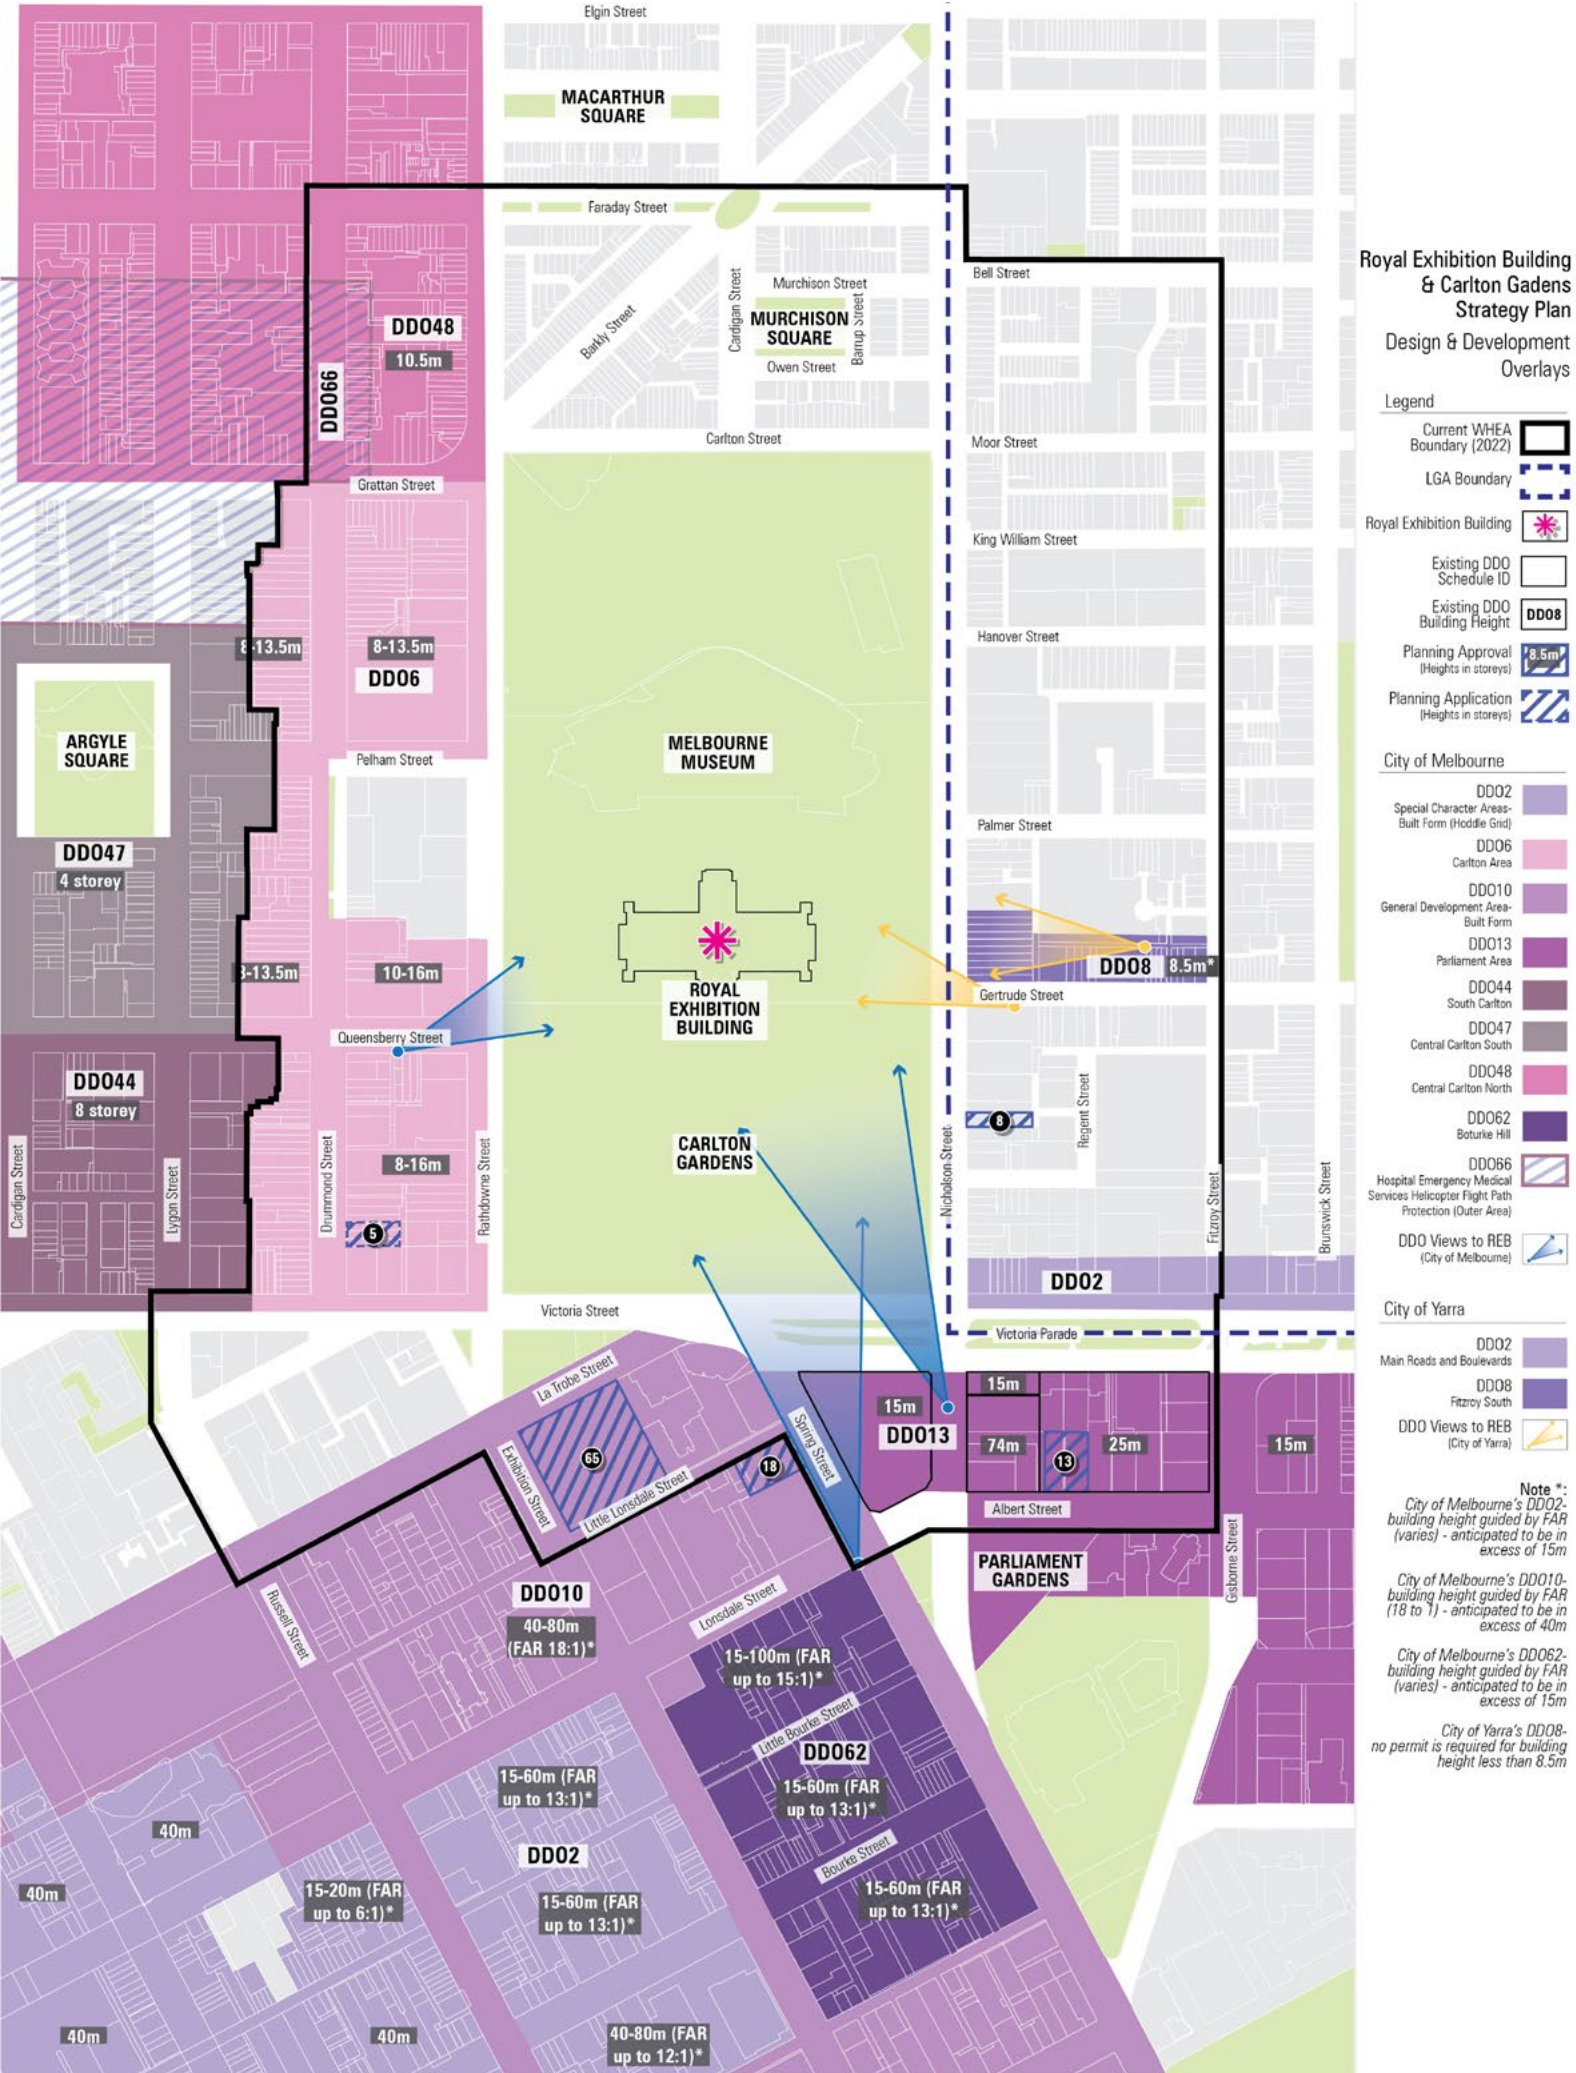 Elgin Street
MACARTHUR
SQUARE
Faraday Street
Bell Street
Murchison Street
Cardigan Street
MURCHISON
SQUARE
Barrup Street
Barkly Street
Owen Street
DDO48
10.5m
DDO66
Carlton Street
Moor Street
Grattan Street
King William Street
Hanover Street
8-13.5m
8-13.5m
DDO6
ARGYLE
SQUARE
Pelham Street
MELBOURNE
MUSEUM
Palmer Street
DDO47
4 storey
3-13.5m
10-16m
DDO8
8.5m*
Gertrude Street
ROYAL
EXHIBITION
BUILDING
Queensberry Street
DDO44
8 storey
Regent Street
8
CARLTON
GARDENS
Nicholson Street
Cardigan Street
Lygon Street
Drummond Street
8-16m
Rathdowne Street
5
Fitzroy Street
Brunswick Street
DDO2
Victoria Street
Victoria Parade
La Trobe Street
15m
15m
DDO13
74m
13
25m
15m
Spring Street
Exhibition Street
65
18
Little Lonsdale Street
Albert Street
Gisborne Street
PARLIAMENT
GARDENS
Russell Street
DDO10
40-80m
(FAR 18:1)*
Lonsdale Street
15-100m (FAR
up to 15:1)*
Little Bourke Street
DDO62
15-60m (FAR
up to 13:1)*
15-60m (FAR
up to 13:1)*
Bourke Street
40m
DDO2
40m
15-20m (FAR
up to 6:1)*
15-60m (FAR
up to 13:1)*
15-60m (FAR
up to 13:1)*
40m
40m
40-80m (FAR
up to 12:1)*
Royal Exhibition Building
& Carlton Gadens
Strategy Plan
Design & Development
Overlays
Legend
Current WHEA
Boundary (2022)
LGA Boundary
Royal Exhibition Building
Existing DDO
Schedule ID
Existing DDO
Building Height
DDO8
Planning Approval
(Heights in storeys)
8.5m
Planning Application
(Heights in storeys)
City of Melbourne
DDO2
Special Character Areas-
Built Form (Hoddle Grid)
DDO6
Carlton Area
DDO10
General Development Area-
Built Form
DDO13
Parliament Area
DDO44
South Carlton
DDO47
Central Carlton South
DDO48
Central Carlton North
DDO62
Boturke Hill
DDO66
Hospital Emergency Medical
Services Helicopter Flight Path
Protection (Outer Area)
DDO Views to REB
(City of Melbourne)
City of Yarra
DDO2
Main Roads and Boulevards
DDO8
Fitzroy South
DDO Views to REB
(City of Yarra)
Note *:
City of Melbourne's DDO2-
building height guided by FAR
(varies) - anticipated to be in
excess of 15m
City of Melbourne's DDO10-
building height guided by FAR
(18 to 1) - anticipated to be in
excess of 40m
City of Melbourne's DDO62-
building height guided by FAR
(varies) - anticipated to be in
excess of 15m
City of Yarra's DDO8-
no permit is required for building
height less than 8.5m